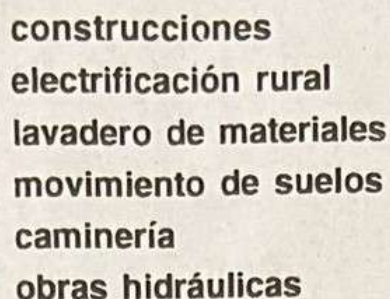 construcciones
electrificación rural
lavadero de materiales
movimiento de suelos
caminería
obras hidráulicas